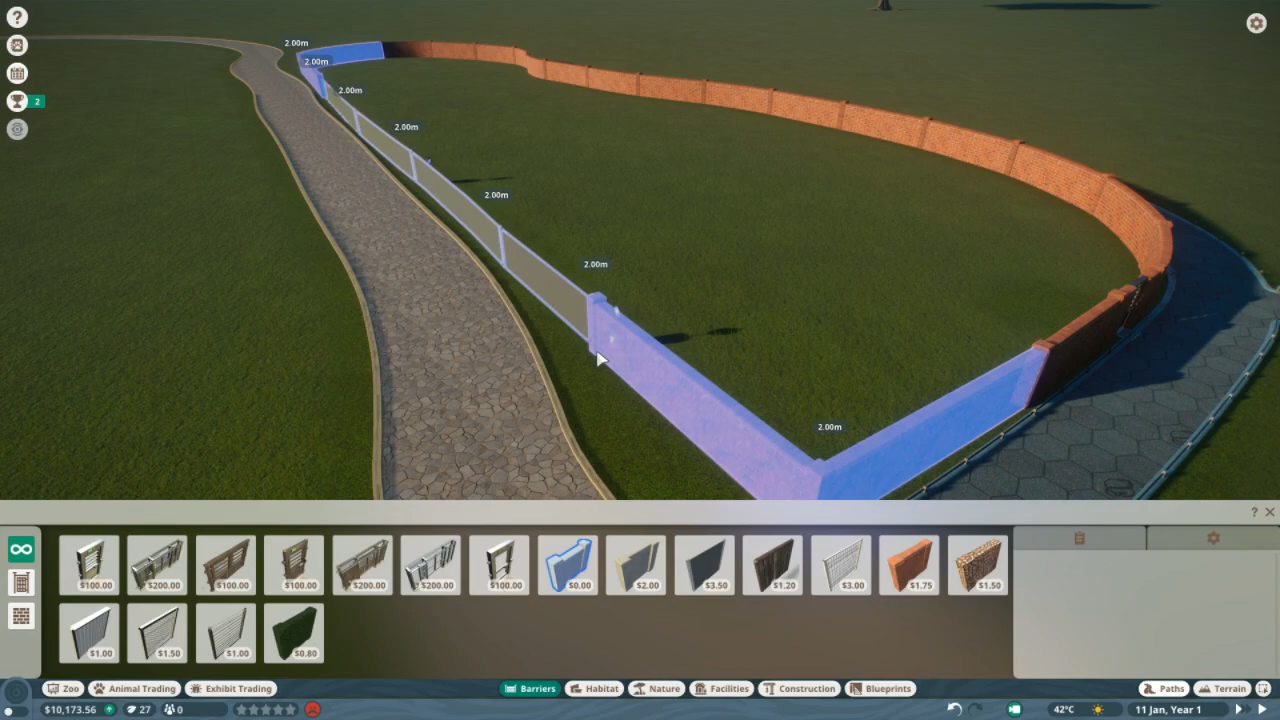 2.00m
2.00m
2.00m
2.00m
2.00m
2.00m
2.00m
?
2
? ×
$100.00 $200.00 $100.00 $100.00 $200.00 $200.00 $100.00 $0.00 $2.00 $3.50 $1.20 $3.00 $1.75 $1.50
$1.00 $1.50 $1.00 $0.80
Zoo Animal Trading Exhibit Trading Barriers Habitat Nature Facilities Construction Blueprints Paths Terrain
$10,173.56 27 0 42°C 11 Jan, Year 1